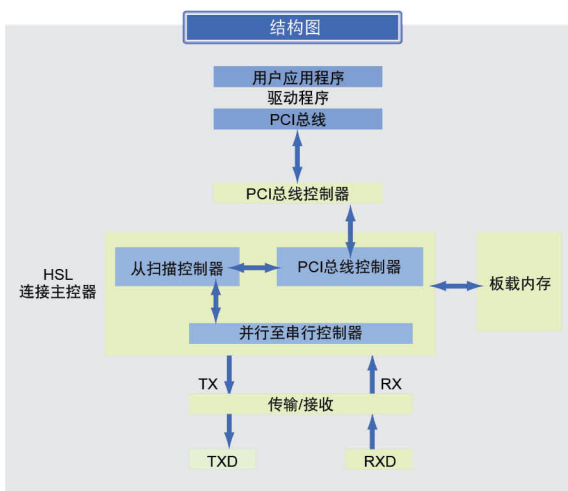 结构图
用户应用程序
驱动程序
PCI总线
PCI总线控制器
从扫描控制器
PCI总线控制器
HSL
连接主控器
板载内存
并行至串行控制器
TX
RX
传输/接收
TXD
RXD